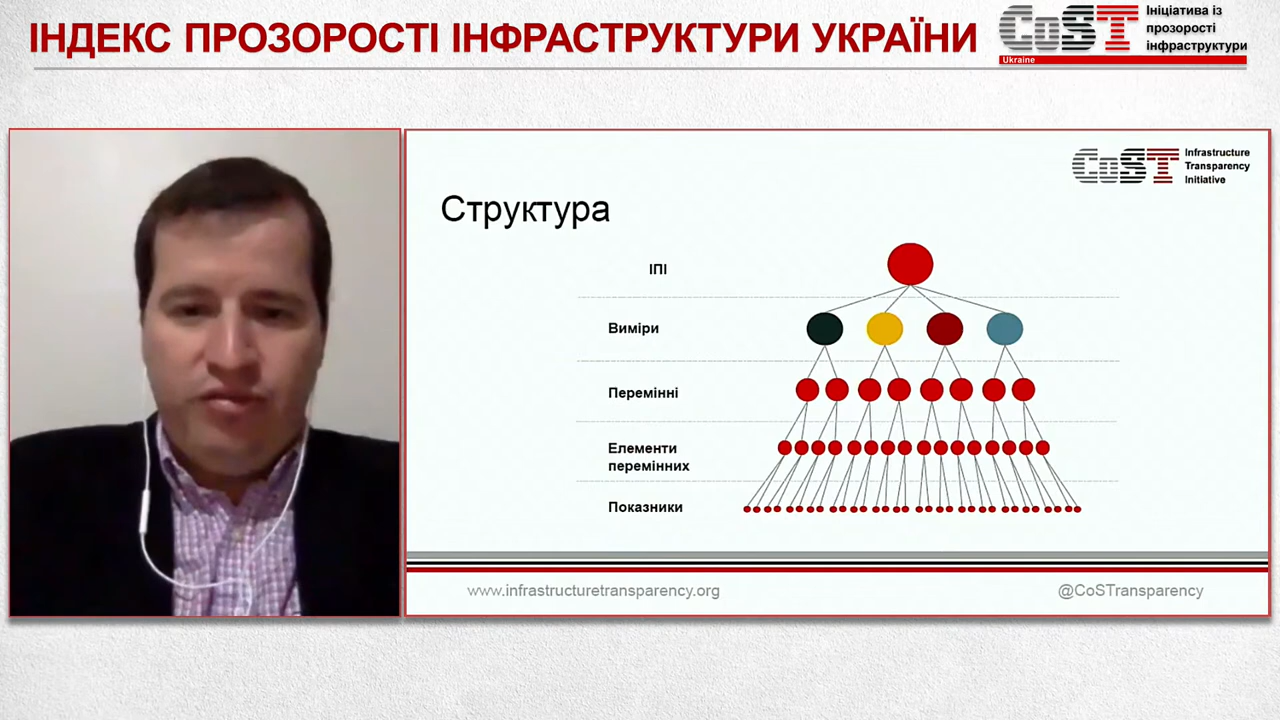 ІНДЕКС ПРОЗОРОСТІ ІНФРАСТРУКТУРИ УКРАЇНИ
CoST
Ukraine
Ініціатива із
прозорості
інфраструктури
CoST
Infrastructure
Transparency
Initiative
Структура
ІПІ
Виміри
Перемінні
Елементи
перемінних
Показники
www.infrastructuretransparency.org
@CoSTransparency